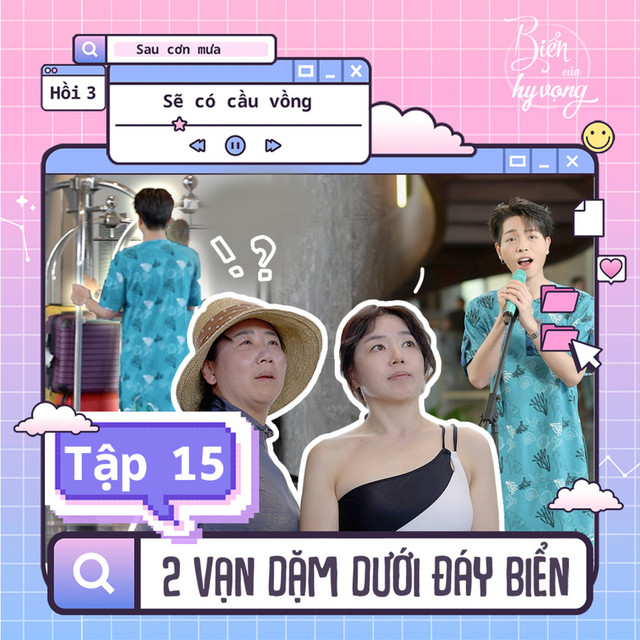 Sau cơn mưa
Biển
của
hy vọng
Hồi 3
Sẽ có cầu vồng
!?
Tập 15
2 VẠN DẶM DƯỚI ĐÁY BIỂN